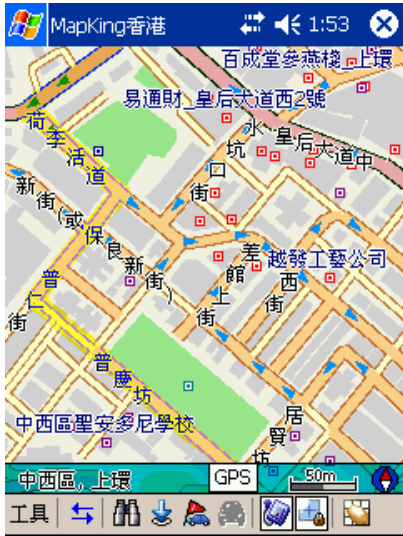 MapKing香港
1:53
百成堂參燕棧_上環
易通財_皇后大道西2號
荷李活道
水坑口街
皇后大道中
新街(或保良新街)
普仁街
差館上街
西街
越發工藝公司
普慶坊
居賢坊
中西區聖安多尼學校
中西區, 上環
GPS
50m
工具